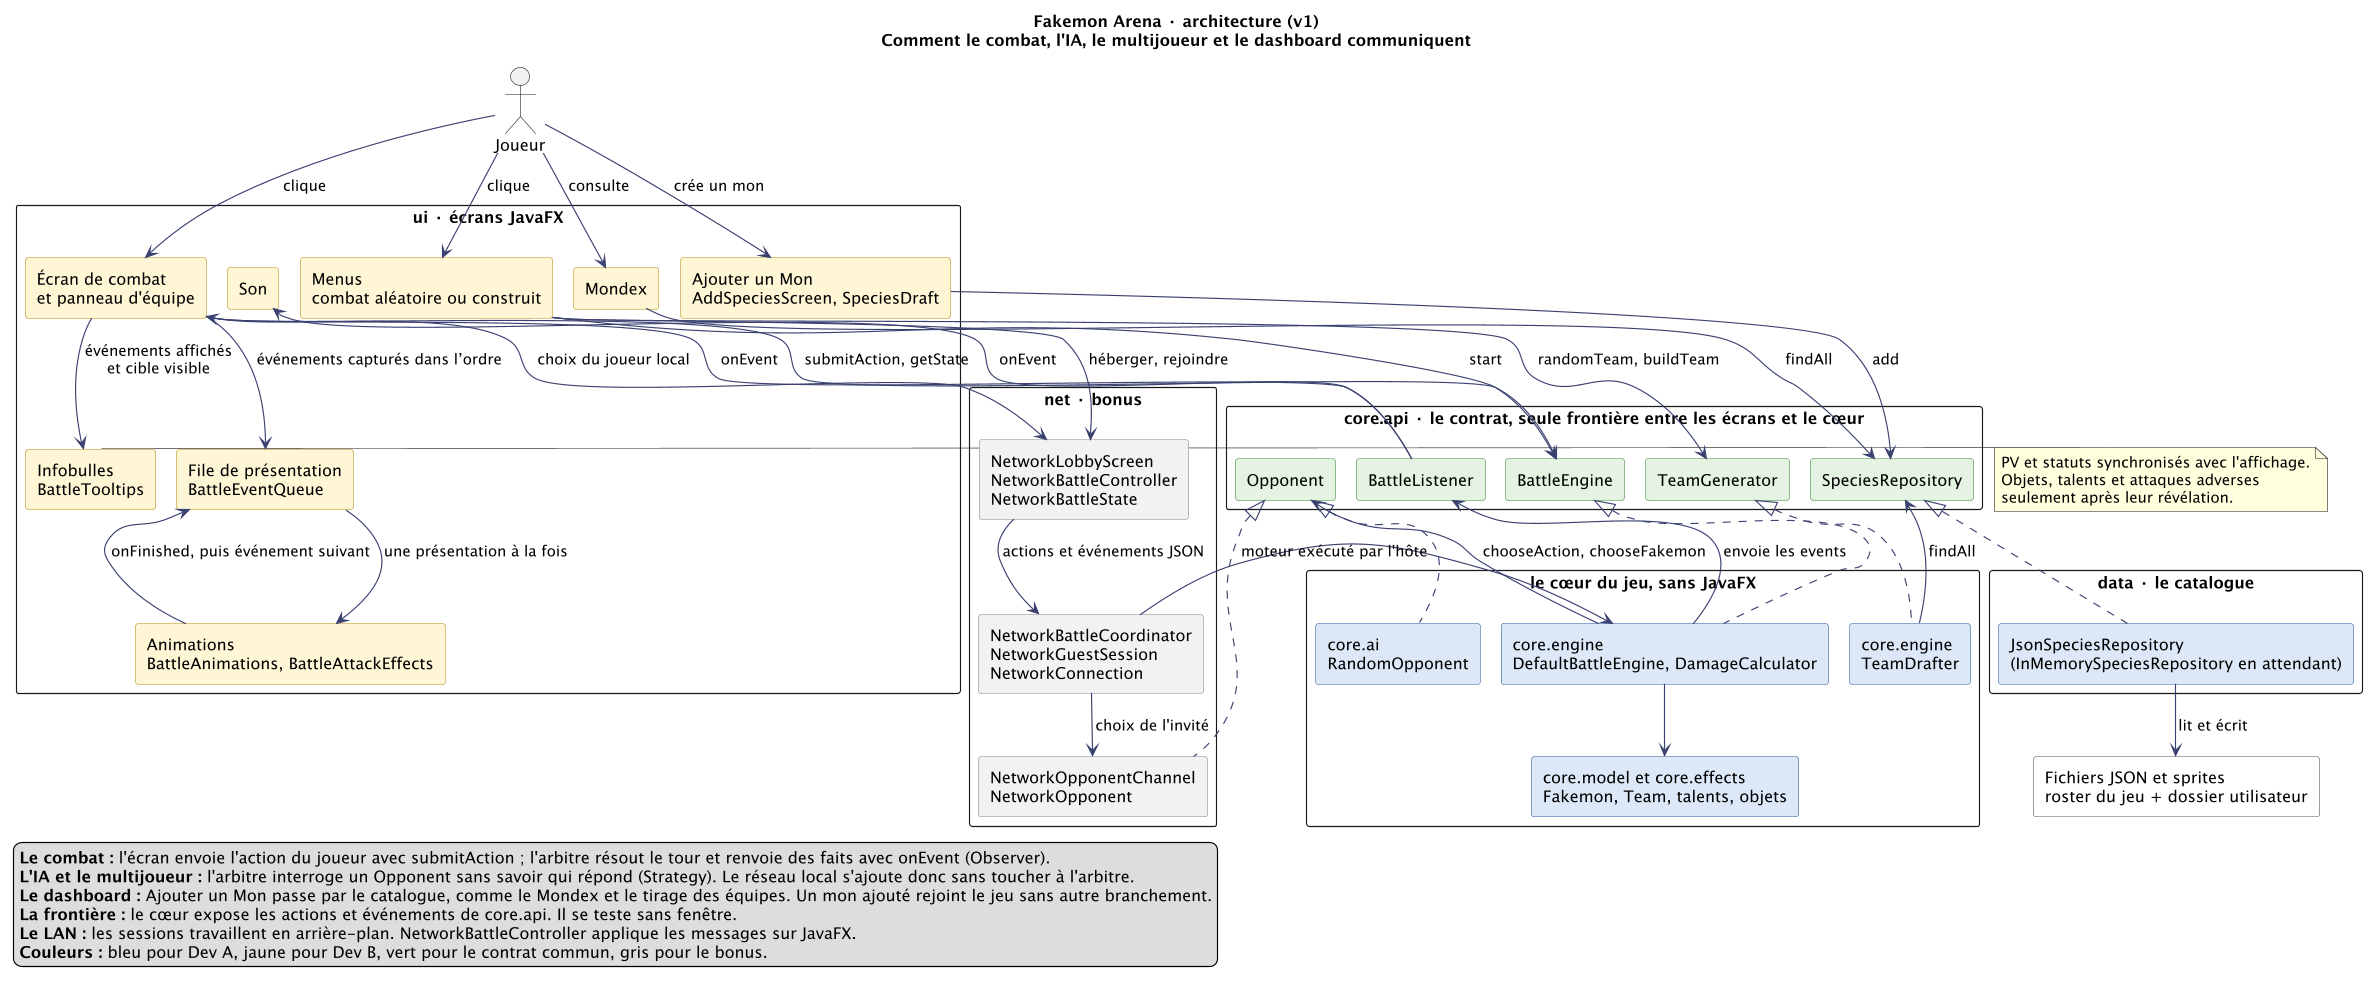 Fakemon Arena · architecture (v1)
Comment le combat, l'IA, le multijoueur et le dashboard communiquent
Joueur
clique
clique
consulte
crée un mon
ui · écrans JavaFX
Écran de combat
et panneau d'équipe
Son
Menus
combat aléatoire ou construit
Mondex
Ajouter un Mon
AddSpeciesScreen, SpeciesDraft
événements affichés
et cible visible
événements capturés dans l'ordre
choix du joueur local
onEvent
submitAction, getState
onEvent
héberger, rejoindre
start
randomTeam, buildTeam
findAll
add
net · bonus
core.api · le contrat, seule frontière entre les écrans et le cœur
Infobulles
BattleTooltips
File de présentation
BattleEventQueue
NetworkLobbyScreen
NetworkBattleController
NetworkBattleState
Opponent
BattleListener
BattleEngine
TeamGenerator
SpeciesRepository
PV et statuts synchronisés avec l'affichage.
Objets, talents et attaques adverses
seulement après leur révélation.
onFinished, puis événement suivant
une présentation à la fois
actions et événements JSON
moteur exécuté par l'hôte
chooseAction, chooseFakemon
envoie les events
findAll
le cœur du jeu, sans JavaFX
data · le catalogue
Animations
BattleAnimations, BattleAttackEffects
NetworkBattleCoordinator
NetworkGuestSession
NetworkConnection
core.ai
RandomOpponent
core.engine
DefaultBattleEngine, DamageCalculator
core.engine
TeamDrafter
JsonSpeciesRepository
(InMemorySpeciesRepository en attendant)
choix de l'invité
lit et écrit
NetworkOpponentChannel
NetworkOpponent
core.model et core.effects
Fakemon, Team, talents, objets
Fichiers JSON et sprites
roster du jeu + dossier utilisateur
Le combat : l'écran envoie l'action du joueur avec submitAction ; l'arbitre résout le tour et renvoie des faits avec onEvent (Observer).
L'IA et le multijoueur : l'arbitre interroge un Opponent sans savoir qui répond (Strategy). Le réseau local s'ajoute donc sans toucher à l'arbitre.
Le dashboard : Ajouter un Mon passe par le catalogue, comme le Mondex et le tirage des équipes. Un mon ajouté rejoint le jeu sans autre branchement.
La frontière : le cœur expose les actions et événements de core.api. Il se teste sans fenêtre.
Le LAN : les sessions travaillent en arrière-plan. NetworkBattleController applique les messages sur JavaFX.
Couleurs : bleu pour Dev A, jaune pour Dev B, vert pour le contrat commun, gris pour le bonus.